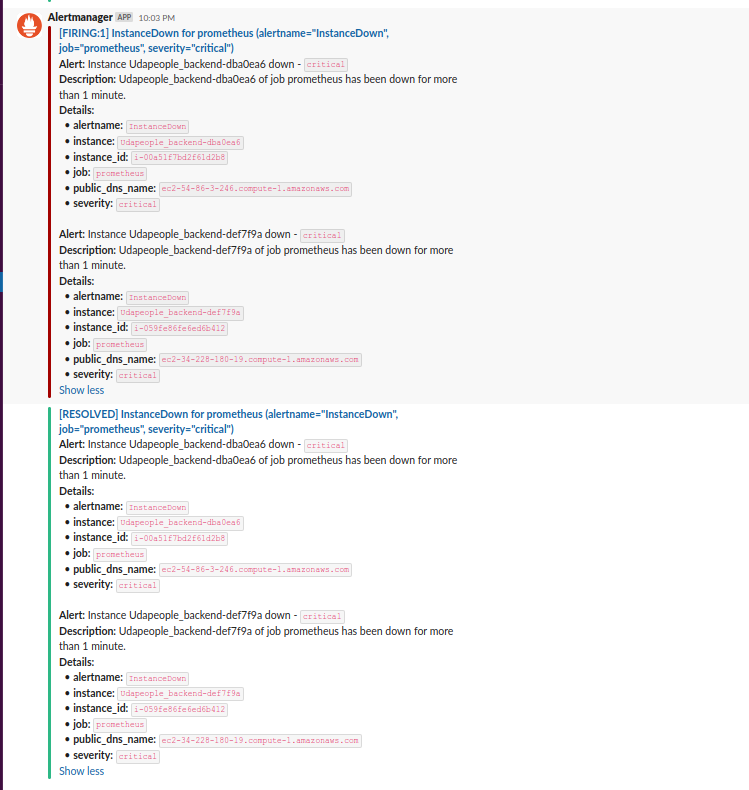 Alertmanager APP 10:03 PM
[FIRING:1] InstanceDown for prometheus (alertname="InstanceDown",
job="prometheus", severity="critical")
Alert: Instance Udapeople_backend-dba0ea6 down - critical
Description: Udapeople_backend-dba0ea6 of job prometheus has been down for more
than 1 minute.
Details:
• alertname: InstanceDown
• instance: Udapeople_backend-dba0ea6
• instance_id: i-00a51f7bd2f61d2b8
• job: prometheus
• public_dns_name: ec2-54-86-3-246.compute-1.amazonaws.com
• severity: critical
Alert: Instance Udapeople_backend-def7f9a down - critical
Description: Udapeople_backend-def7f9a of job prometheus has been down for more
than 1 minute.
Details:
• alertname: InstanceDown
• instance: Udapeople_backend-def7f9a
• instance_id: i-059fe86fe6ed6b412
• job: prometheus
• public_dns_name: ec2-34-228-180-19.compute-1.amazonaws.com
• severity: critical
Show less
[RESOLVED] InstanceDown for prometheus (alertname="InstanceDown",
job="prometheus", severity="critical")
Alert: Instance Udapeople_backend-dba0ea6 down - critical
Description: Udapeople_backend-dba0ea6 of job prometheus has been down for more
than 1 minute.
Details:
• alertname: InstanceDown
• instance: Udapeople_backend-dba0ea6
• instance_id: i-00a51f7bd2f61d2b8
• job: prometheus
• public_dns_name: ec2-54-86-3-246.compute-1.amazonaws.com
• severity: critical
Alert: Instance Udapeople_backend-def7f9a down - critical
Description: Udapeople_backend-def7f9a of job prometheus has been down for more
than 1 minute.
Details:
• alertname: InstanceDown
• instance: Udapeople_backend-def7f9a
• instance_id: i-059fe86fe6ed6b412
• job: prometheus
• public_dns_name: ec2-34-228-180-19.compute-1.amazonaws.com
• severity: critical
Show less